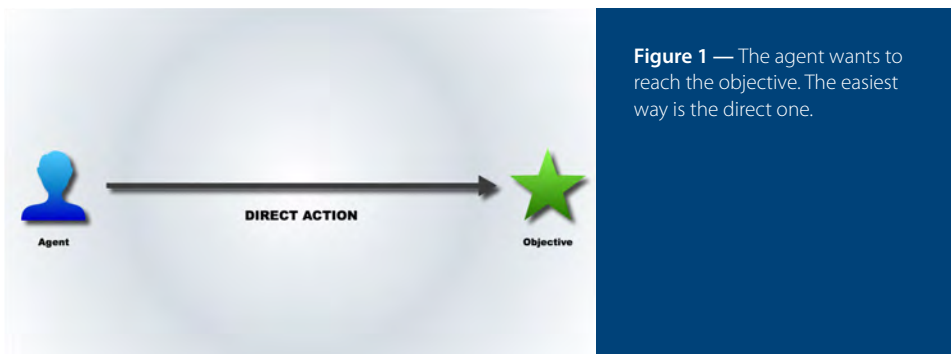 DIRECT ACTION
Agent
Objective
Figure 1 — The agent wants to
reach the objective. The easiest
way is the direct one.